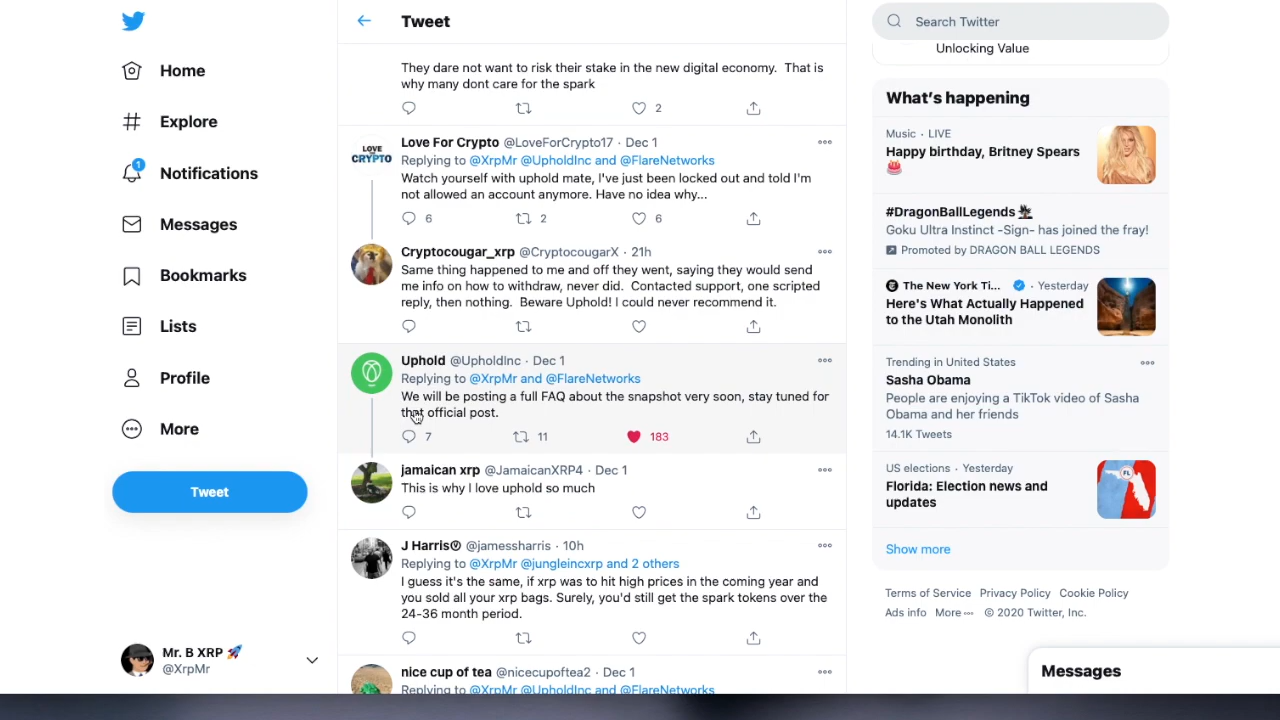 Home
Explore
1
Notifications
Messages
Bookmarks
Lists
Profile
More
Tweet
Mr. B XRP 🚀
@XrpMr
Tweet
They dare not want to risk their stake in the new digital economy. That is
why many dont care for the spark
2
LOVE
FOR
CRYPTO
Love For Crypto @LoveForCrypto17 · Dec 1
Replying to @XrpMr @UpholdInc and @FlareNetworks
Watch yourself with uphold mate, I've just been locked out and told I'm
not allowed an account anymore. Have no idea why...
6 2 6
Cryptocougar_xrp @CryptocougarX · 21h
Same thing happened to me and off they went, saying they would send
me info on how to withdraw, never did. Contacted support, one scripted
reply, then nothing. Beware Uphold! I could never recommend it.
Uphold @UpholdInc · Dec 1
Replying to @XrpMr and @FlareNetworks
We will be posting a full FAQ about the snapshot very soon, stay tuned for
that official post.
7 11 183
jamaican xrp @JamaicanXRP4 · Dec 1
This is why I love uphold so much
J Harris @jamessharris · 10h
Replying to @XrpMr @jungleincxrp and 2 others
I guess it's the same, if xrp was to hit high prices in the coming year and
you sold all your xrp bags. Surely, you'd still get the spark tokens over the
24-36 month period.
nice cup of tea @nicecupoftea2 · Dec 1
Replying to @XrpMr @UpholdInc and @FlareNetworks
Search Twitter
Unlocking Value
What's happening
Music · LIVE
Happy birthday, Britney Spears
🎂
#DragonBallLegends
Goku Ultra Instinct -Sign- has joined the fray!
Promoted by DRAGON BALL LEGENDS
The New York Ti... · Yesterday
Here's What Actually Happened
to the Utah Monolith
Trending in United States
Sasha Obama
People are enjoying a TikTok video of Sasha
Obama and her friends
14.1K Tweets
US elections · Yesterday
Florida: Election news and
updates
FL
Show more
Terms of Service Privacy Policy Cookie Policy
Ads info More ··· © 2020 Twitter, Inc.
Messages